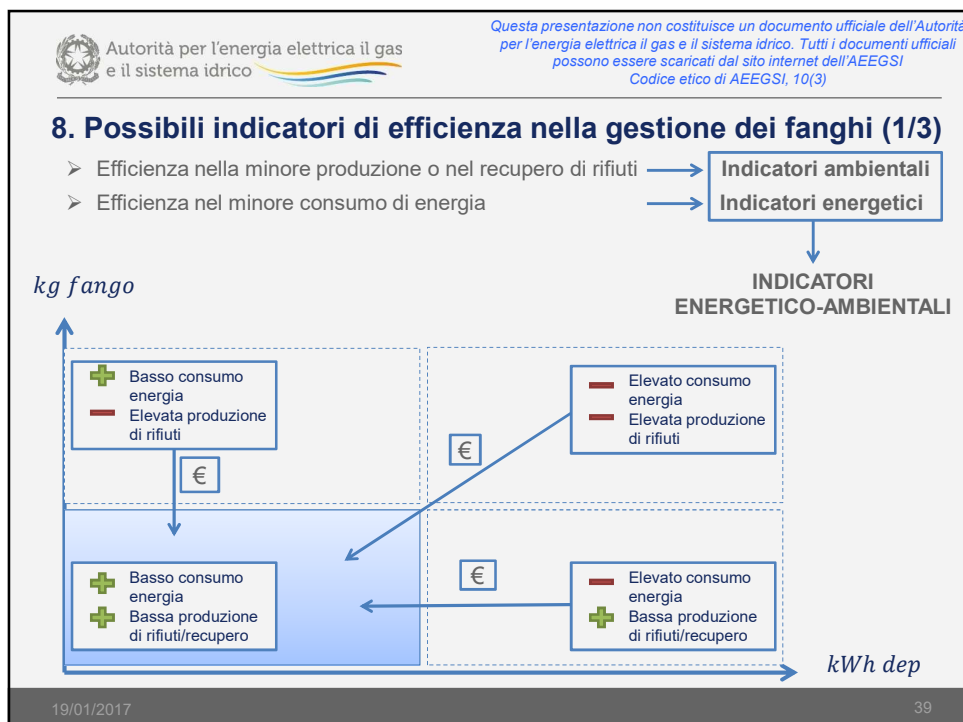 Autorità per l'energia elettrica il gas
e il sistema idrico
Questa presentazione non costituisce un documento ufficiale dell'Autorità
per l'energia elettrica il gas e il sistema idrico. Tutti i documenti ufficiali
possono essere scaricati dal sito internet dell'AEEGSI
Codice etico di AEEGSI, 10(3)
8. Possibili indicatori di efficienza nella gestione dei fanghi (1/3)
➢ Efficienza nella minore produzione o nel recupero di rifiuti
Indicatori ambientali
➢ Efficienza nel minore consumo di energia
Indicatori energetici
INDICATORI
ENERGETICO-AMBIENTALI
kg fango
Basso consumo
energia
Elevata produzione
di rifiuti
Elevato consumo
energia
Elevata produzione
di rifiuti
€
€
Basso consumo
energia
Bassa produzione
di rifiuti/recupero
€
Elevato consumo
energia
Bassa produzione
di rifiuti/recupero
kWh dep
19/01/2017
39